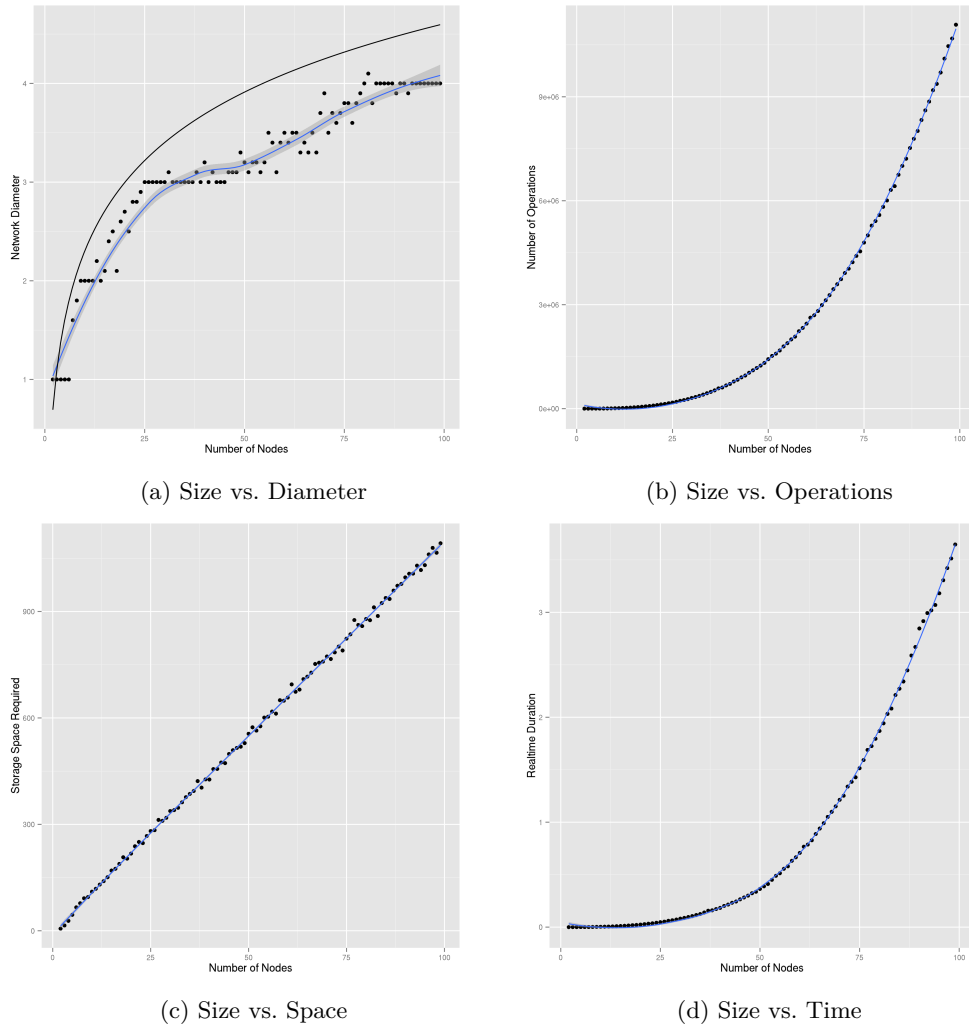 4
3
2
1
Network Diameter
0
25
50
75
100
Number of Nodes
(a) Size vs. Diameter
9e+06
6e+06
3e+06
0e+00
Number of Operations
0
25
50
75
100
Number of Nodes
(b) Size vs. Operations
900
600
300
0
Storage Space Required
0
25
50
75
100
Number of Nodes
(c) Size vs. Space
3
2
1
0
Realtime Duration
0
25
50
75
100
Number of Nodes
(d) Size vs. Time